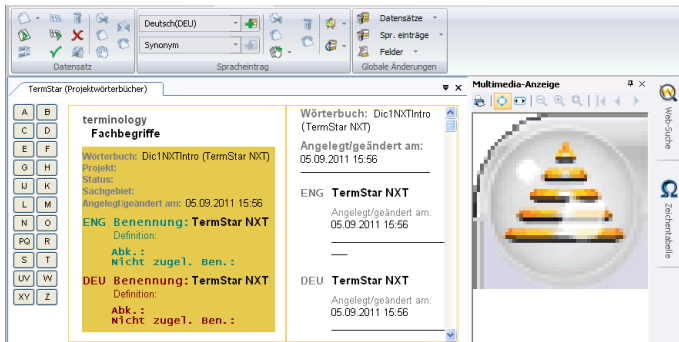 Deutsch(DEU)
Synonym
Datensätze
Spr. einträge
Felder
Datensatz
Spracheintrag
Globale Änderungen
TermStar (Projektwörterbücher)
A B
C D
E F
G H
IJ K
L M
N O
PQ R
S T
UV W
XY Z
terminology
Fachbegriffe
Wörterbuch: Dic1NXTIntro (TermStar NXT)
Projekt:
Status:
Sachgebiet:
Angelegt/geändert am: 05.09.2011 15:56
ENG Benennung: TermStar NXT
Definition:
Abk.:
Nicht zugel. Ben.:
DEU Benennung: TermStar NXT
Definition:
Abk.:
Nicht zugel. Ben.:
Wörterbuch: Dic1NXTIntro
(TermStar NXT)
Angelegt/geändert am:
05.09.2011 15:56
ENG TermStar NXT
Angelegt/geändert am:
05.09.2011 15:56
DEU TermStar NXT
Angelegt/geändert am:
05.09.2011 15:56
Multimedia-Anzeige
Web-Suche
Zeichentabelle